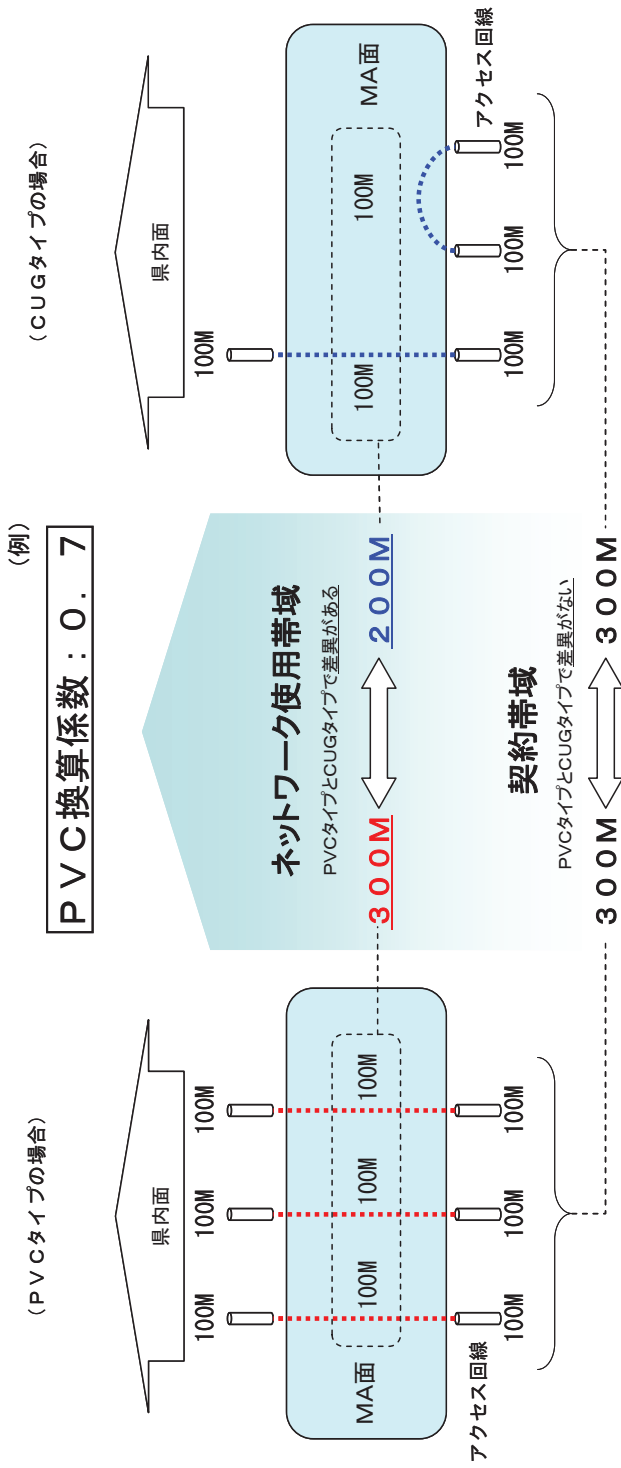 (例)
PVC換算係数:0.7
(PVCタイプの場合)
県内面
100M
100M
100M
MA面
100M
100M
100M
アクセス回線
100M
100M
100M
ネットワーク使用帯域
PVCタイプとCUGタイプで差異がある
300M
200M
契約帯域
PVCタイプとCUGタイプで差異がない
300M
300M
(CUGタイプの場合)
県内面
100M
MA面
100M
100M
アクセス回線
100M
100M
100M